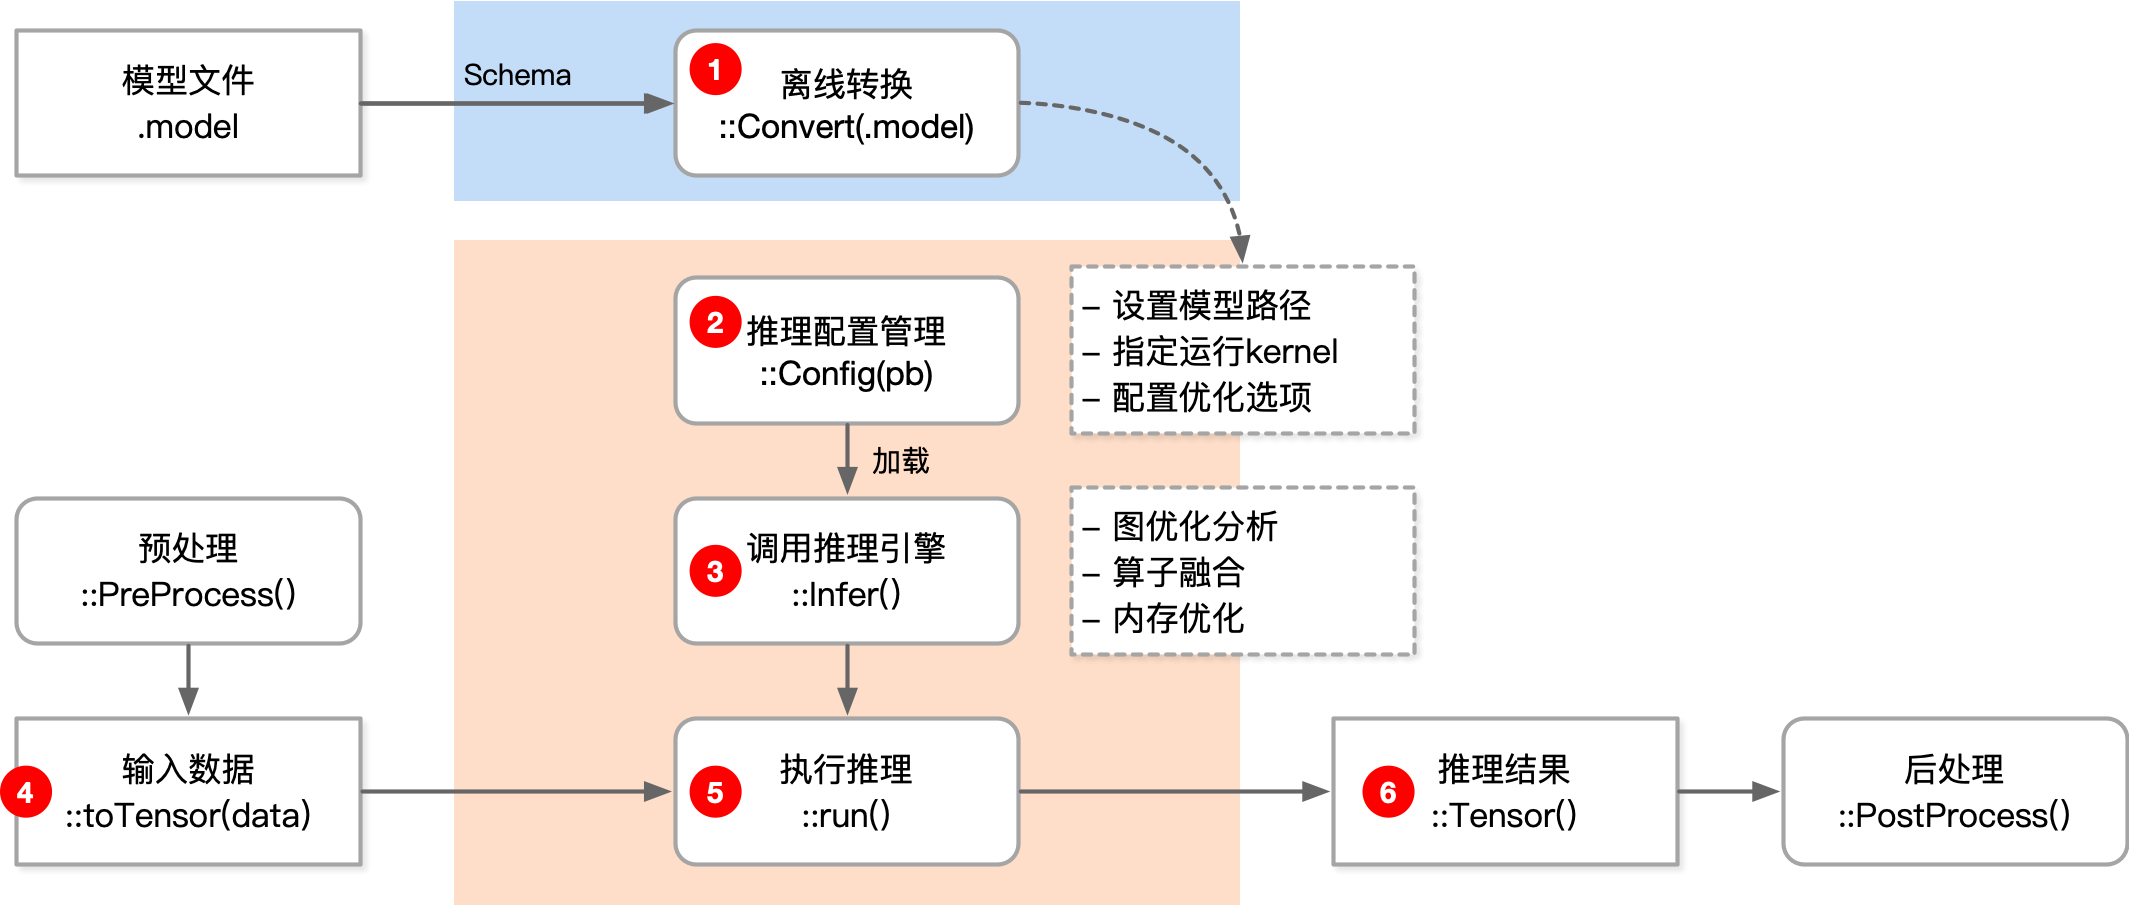 模型文件
.model
Schema
1
离线转换
::Convert(.model)
2
推理配置管理
::Config(pb)
– 设置模型路径
– 指定运行kernel
– 配置优化选项
加载
预处理
::PreProcess()
3
调用推理引擎
::Infer()
– 图优化分析
– 算子融合
– 内存优化
4
输入数据
::toTensor(data)
5
执行推理
::run()
6
推理结果
::Tensor()
后处理
::PostProcess()